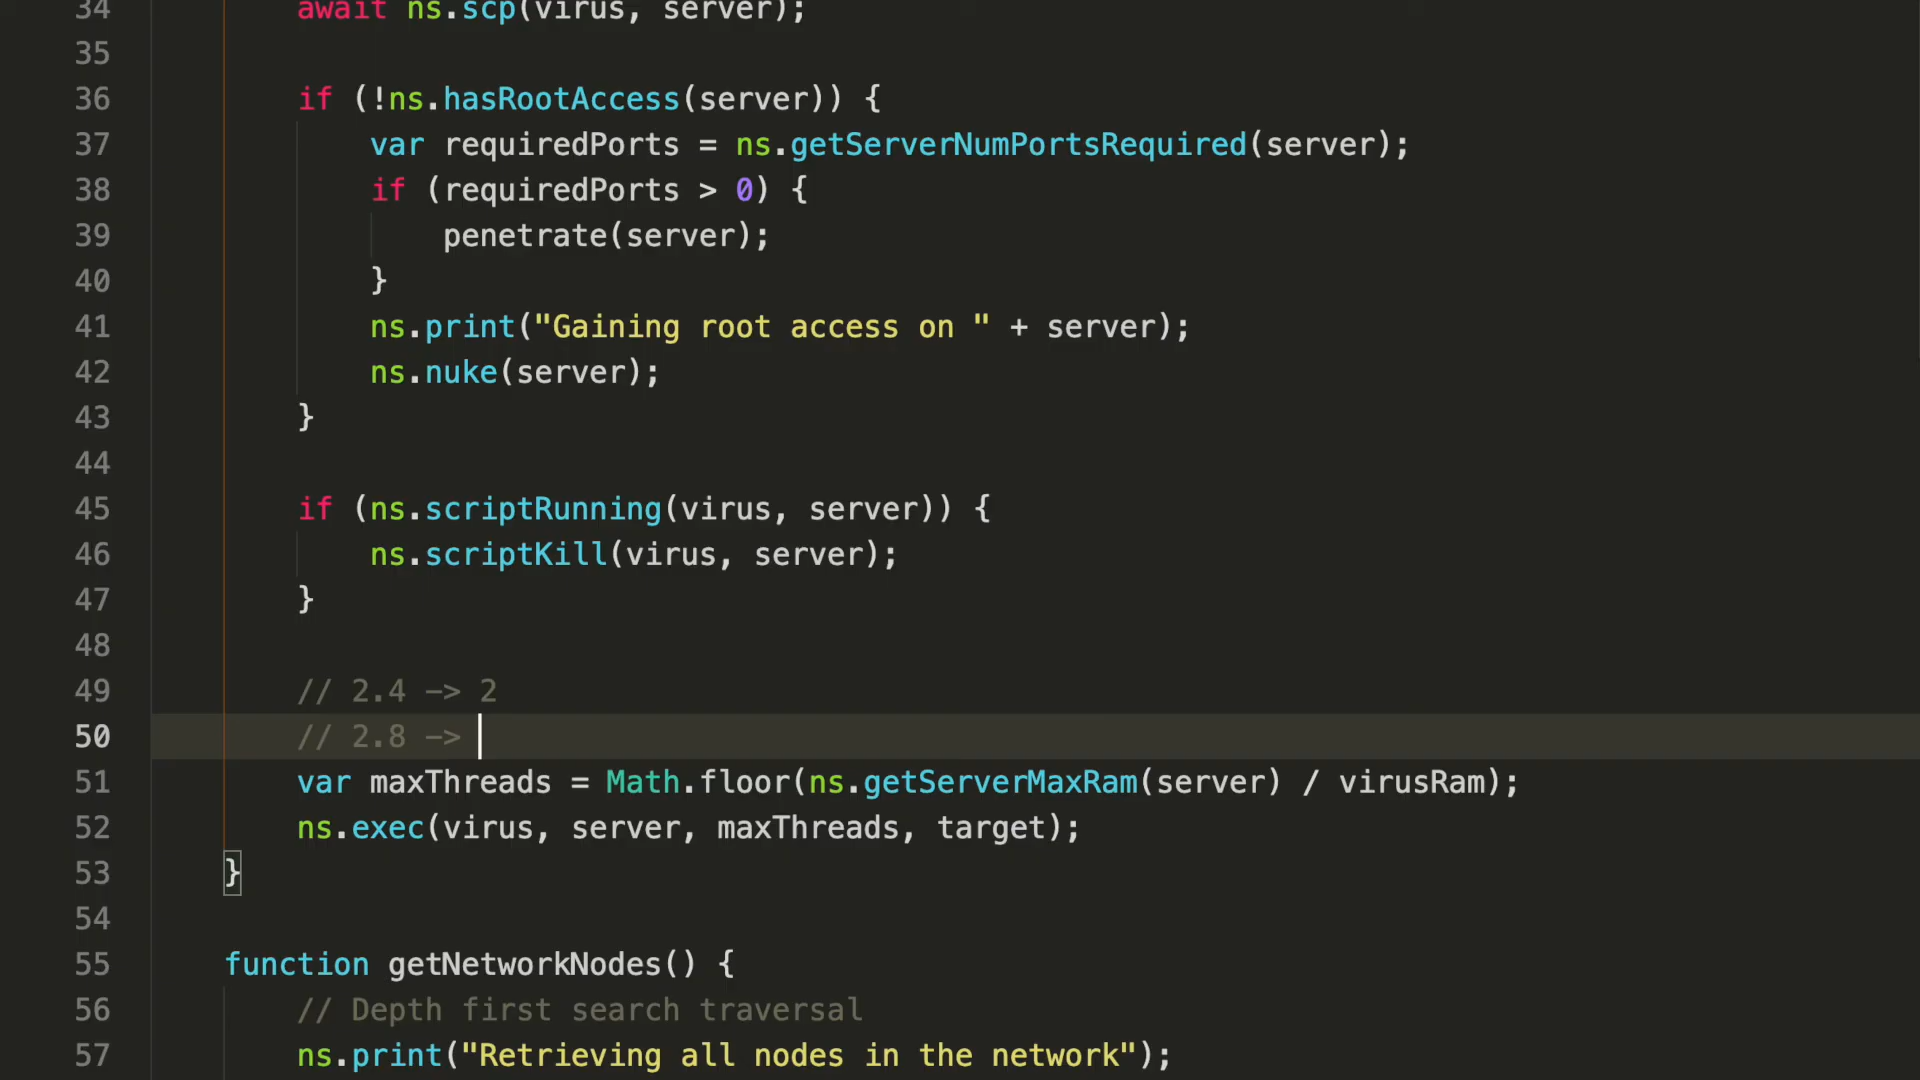 34 await ns.scp(virus, server);
35
36 if (!ns.hasRootAccess(server)) {
37 var requiredPorts = ns.getServerNumPortsRequired(server);
38 if (requiredPorts > 0) {
39 penetrate(server);
40 }
41 ns.print("Gaining root access on " + server);
42 ns.nuke(server);
43 }
44
45 if (ns.scriptRunning(virus, server)) {
46 ns.scriptKill(virus, server);
47 }
48
49 // 2.4 -> 2
50 // 2.8 ->
51 var maxThreads = Math.floor(ns.getServerMaxRam(server) / virusRam);
52 ns.exec(virus, server, maxThreads, target);
53 }
54
55 function getNetworkNodes() {
56 // Depth first search traversal
57 ns.print("Retrieving all nodes in the network");